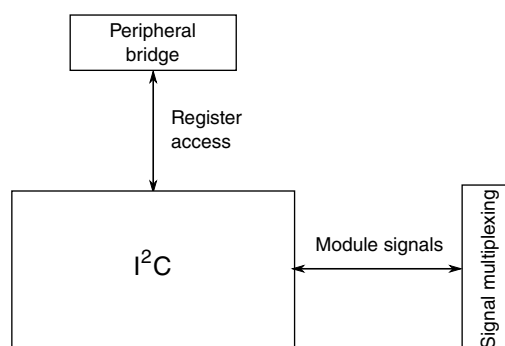 Peripheral
bridge
Register
access
I²C
Module signals
Signal multiplexing